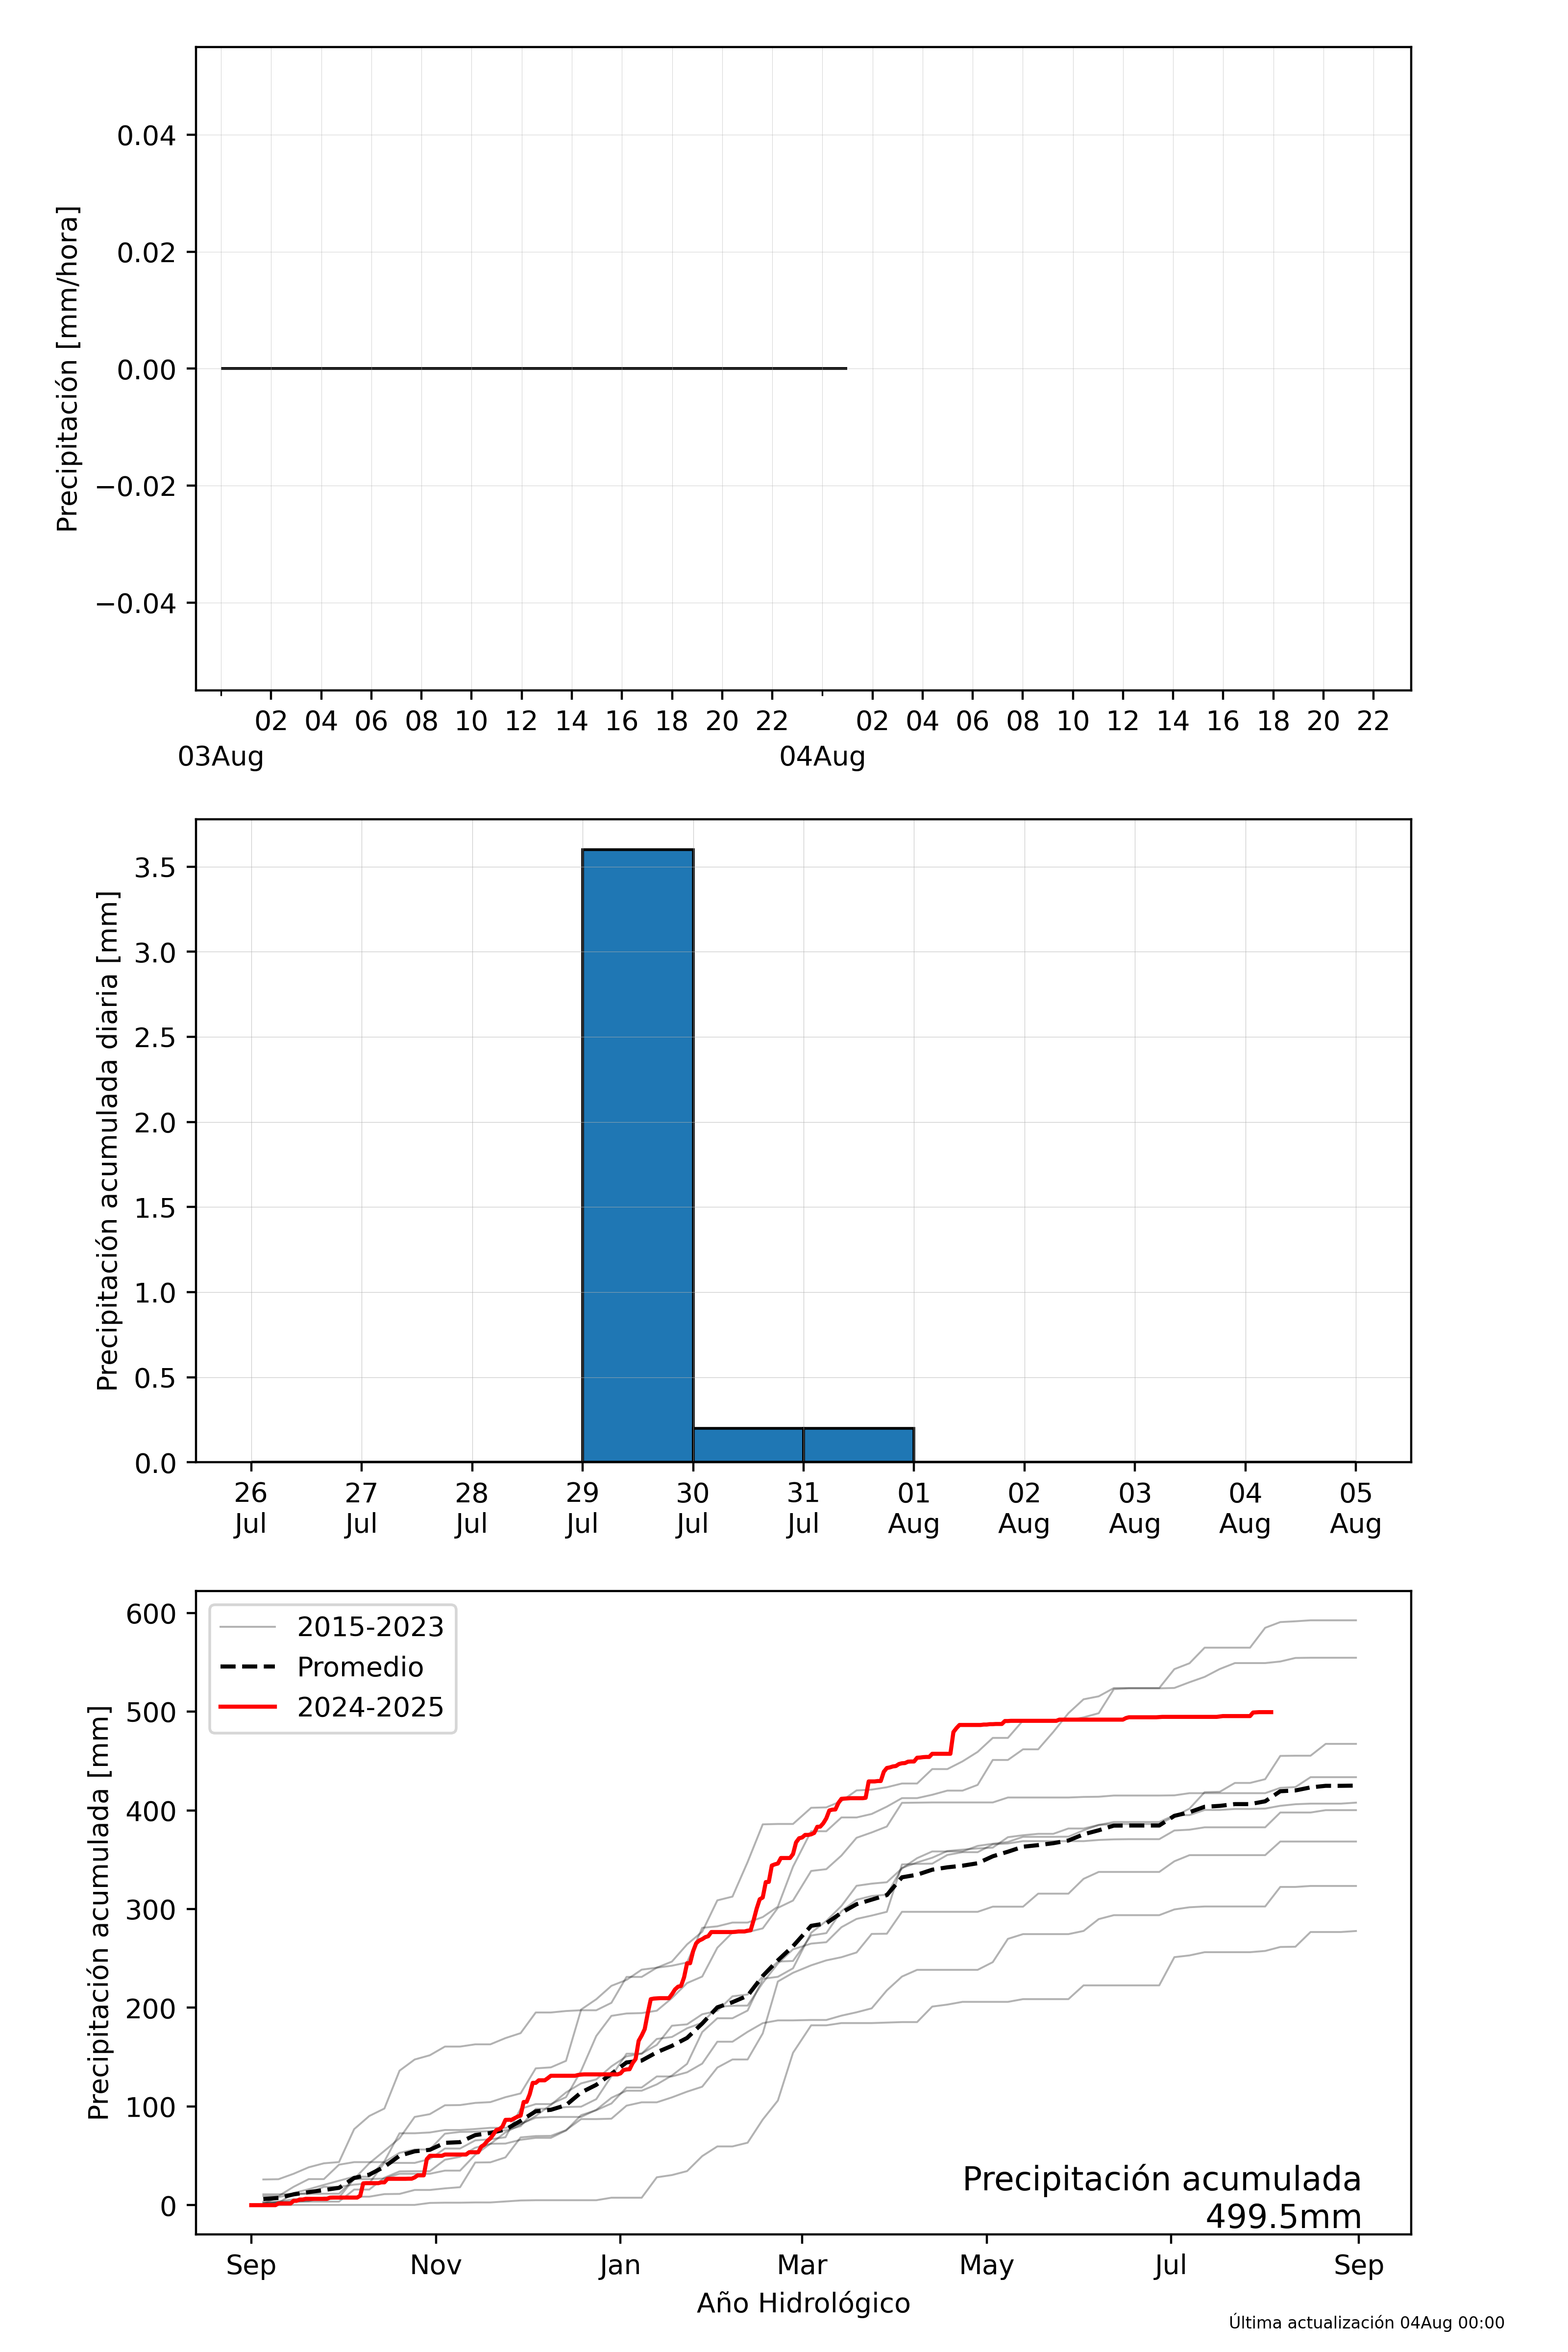 Precipitación [mm/hora]
0.04
0.02
0.00
−0.02
−0.04
02 04 06 08 10 12 14 16 18 20 22 02 04 06 08 10 12 14 16 18 20 22
03Aug 04Aug
Precipitación acumulada diaria [mm]
3.5
3.0
2.5
2.0
1.5
1.0
0.5
0.0
26 27 28 29 30 31 01 02 03 04 05
Jul Jul Jul Jul Jul Jul Aug Aug Aug Aug Aug
Precipitación acumulada [mm]
600
500
400
300
200
100
0
2015-2023
Promedio
2024-2025
Precipitación acumulada
499.5mm
Sep Nov Jan Mar May Jul Sep
Año Hidrológico
Última actualización 04Aug 00:00